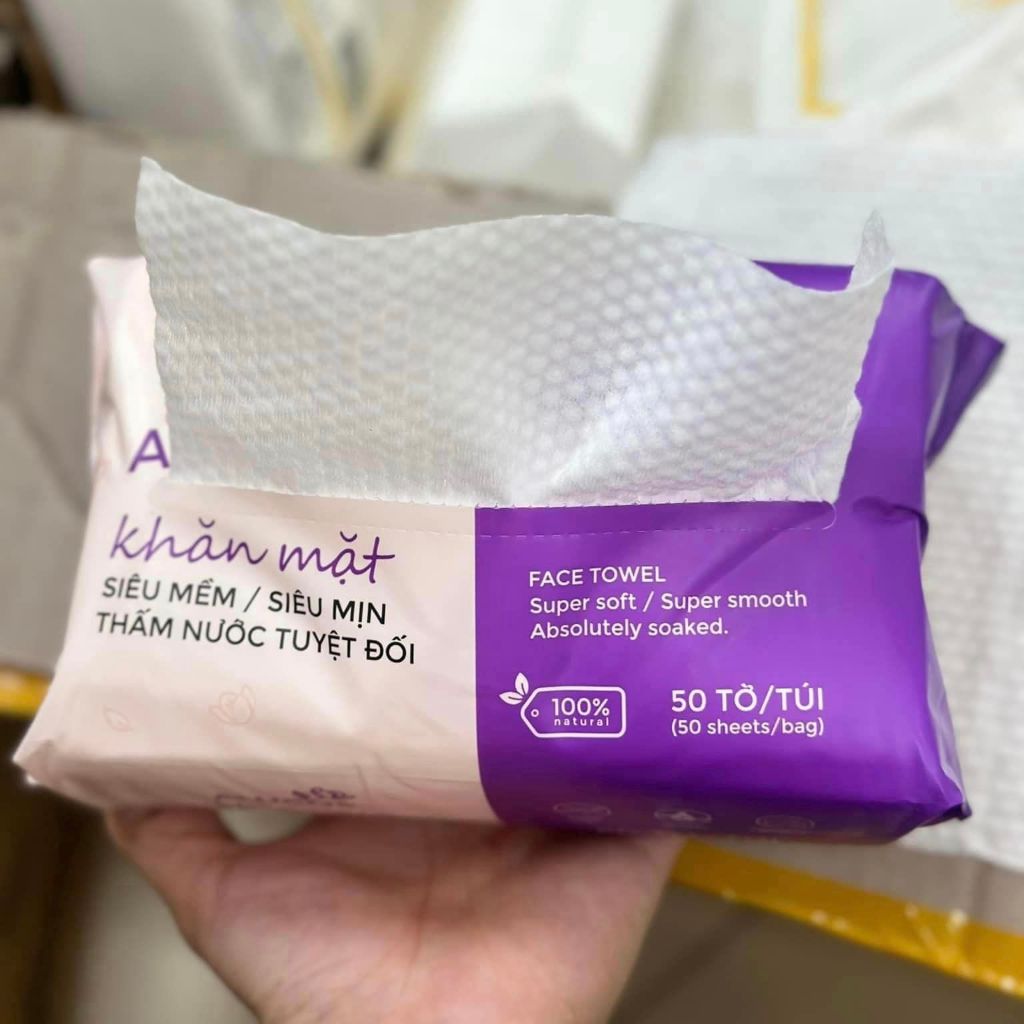 A
khăn mặt
SIÊU MỀM / SIÊU MỊN
THẤM NƯỚC TUYỆT ĐỐI
FACE TOWEL
Super soft / Super smooth
Absolutely soaked.
100%
natural
50 TỜ/TÚI
(50 sheets/bag)